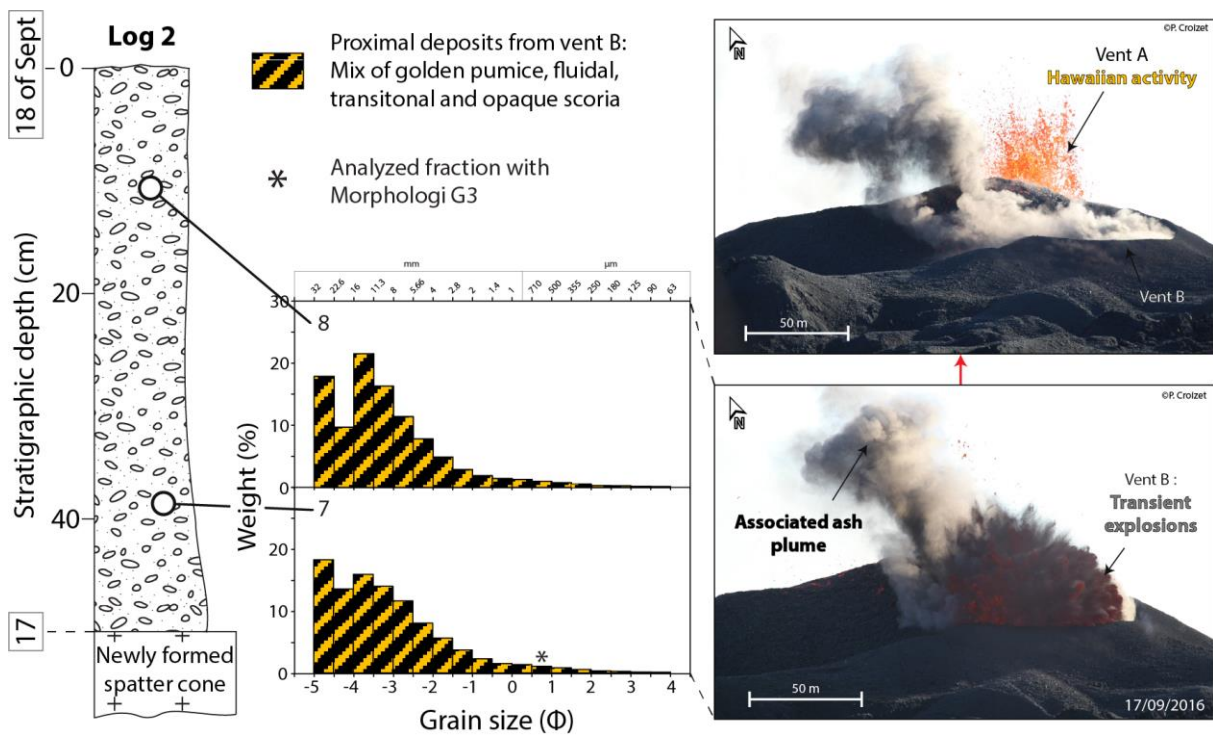 Log 2
18 of Sept
0
20
40
17
Stratigraphic depth (cm)
Newly formed
spatter cone
Proximal deposits from vent B:
Mix of golden pumice, fluidal,
transitonal and opaque scoria
*
Analyzed fraction with
Morphologi G3
mm
µm
32 22.6 16 11.3 8 5.66 4 2.8 2 1.4 1 710 500 355 250 180 125 90 63
30
20
10
0
8
20
10
0
7
*
Weight (%)
-5 -4 -3 -2 -1 0 1 2 3 4
Grain size (Φ)
©P. Croizet
N
Vent A
Hawaiian activity
Vent B
50 m
©P. Croizet
N
Vent B :
Transient
explosions
Associated ash
plume
50 m
17/09/2016